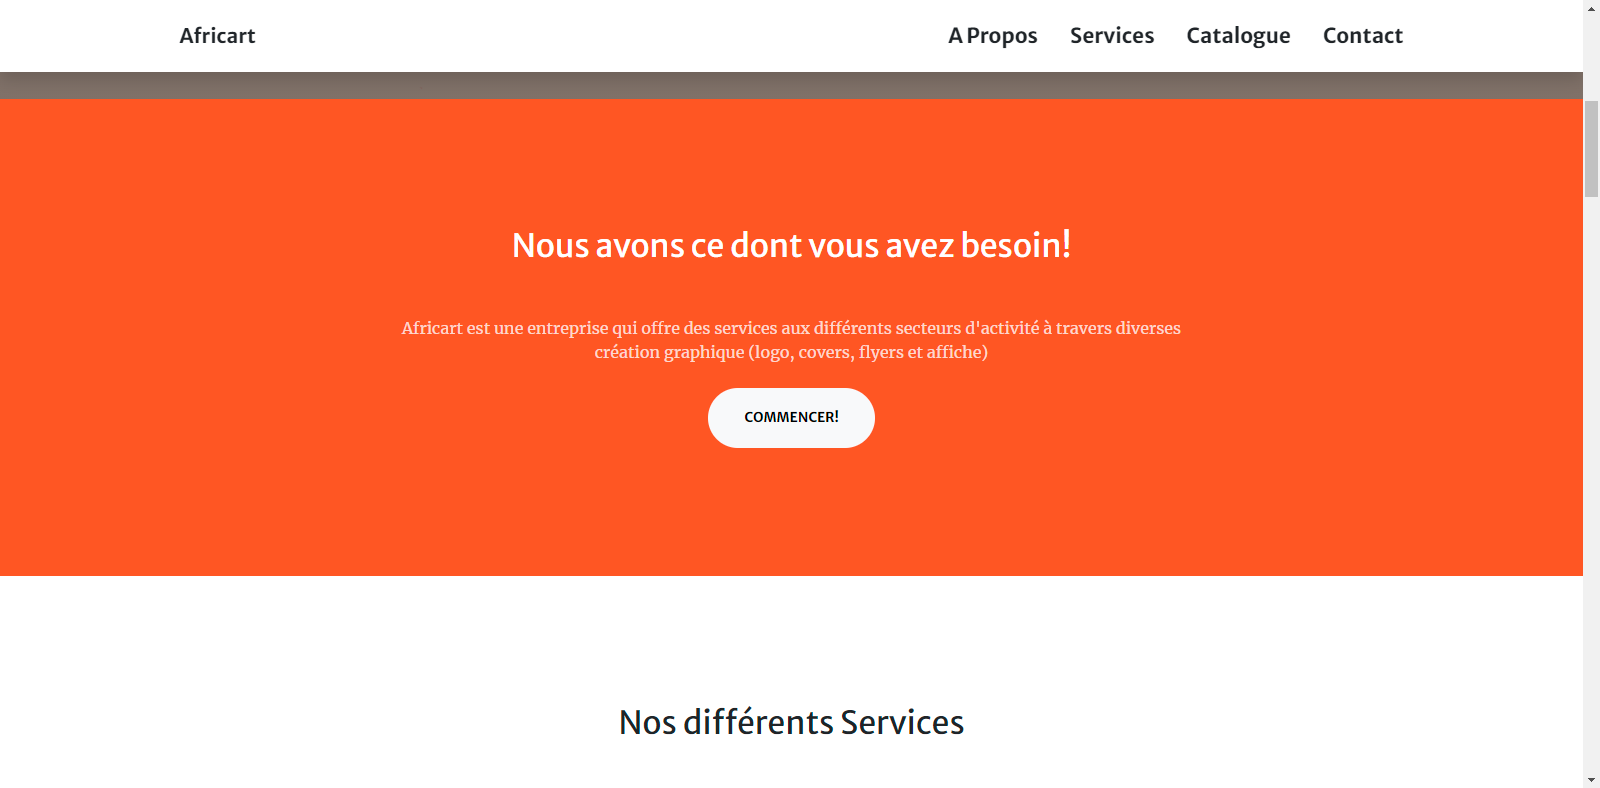 Africart
A Propos
Services
Catalogue
Contact
Nous avons ce dont vous avez besoin!
Africart est une entreprise qui offre des services aux différents secteurs d'activité à travers diverses
création graphique (logo, covers, flyers et affiche)
COMMENCER!
Nos différents Services